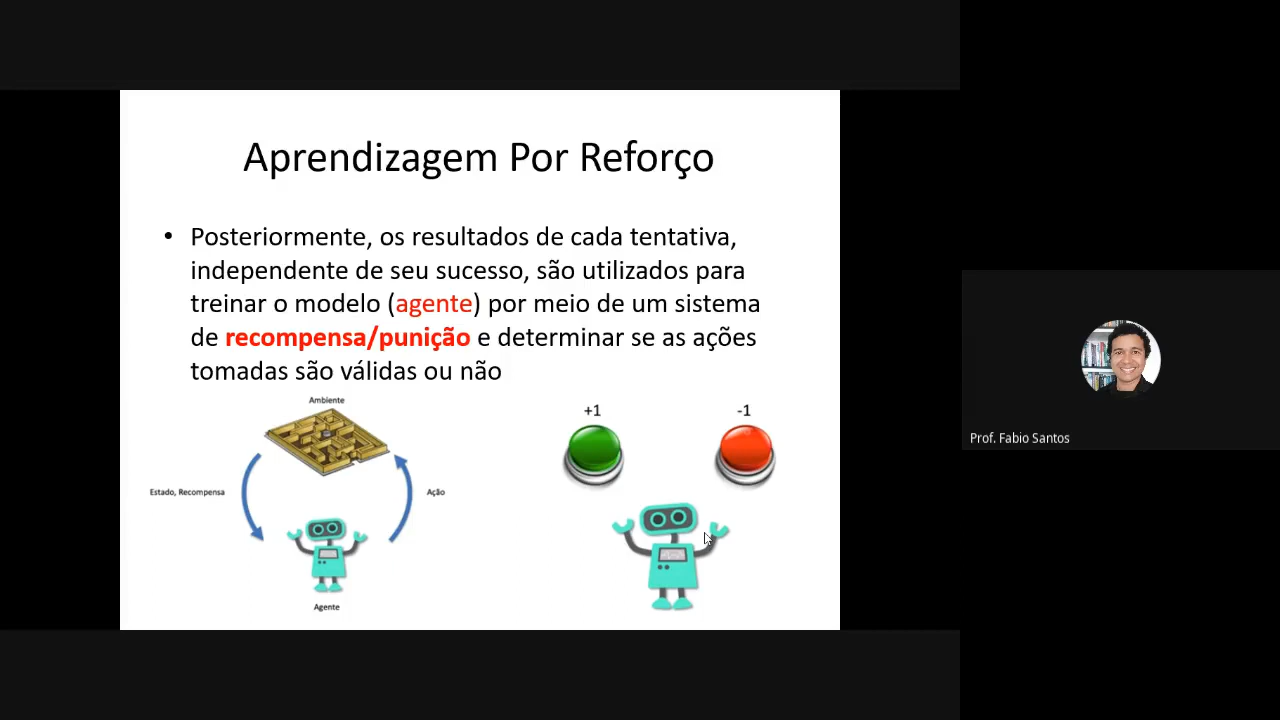 Aprendizagem Por Reforço
• Posteriormente, os resultados de cada tentativa,
independente de seu sucesso, são utilizados para
treinar o modelo (agente) por meio de um sistema
de recompensa/punição e determinar se as ações
tomadas são válidas ou não
Ambiente
Estado, Recompensa
Ação
Agente
+1
-1
Prof. Fabio Santos